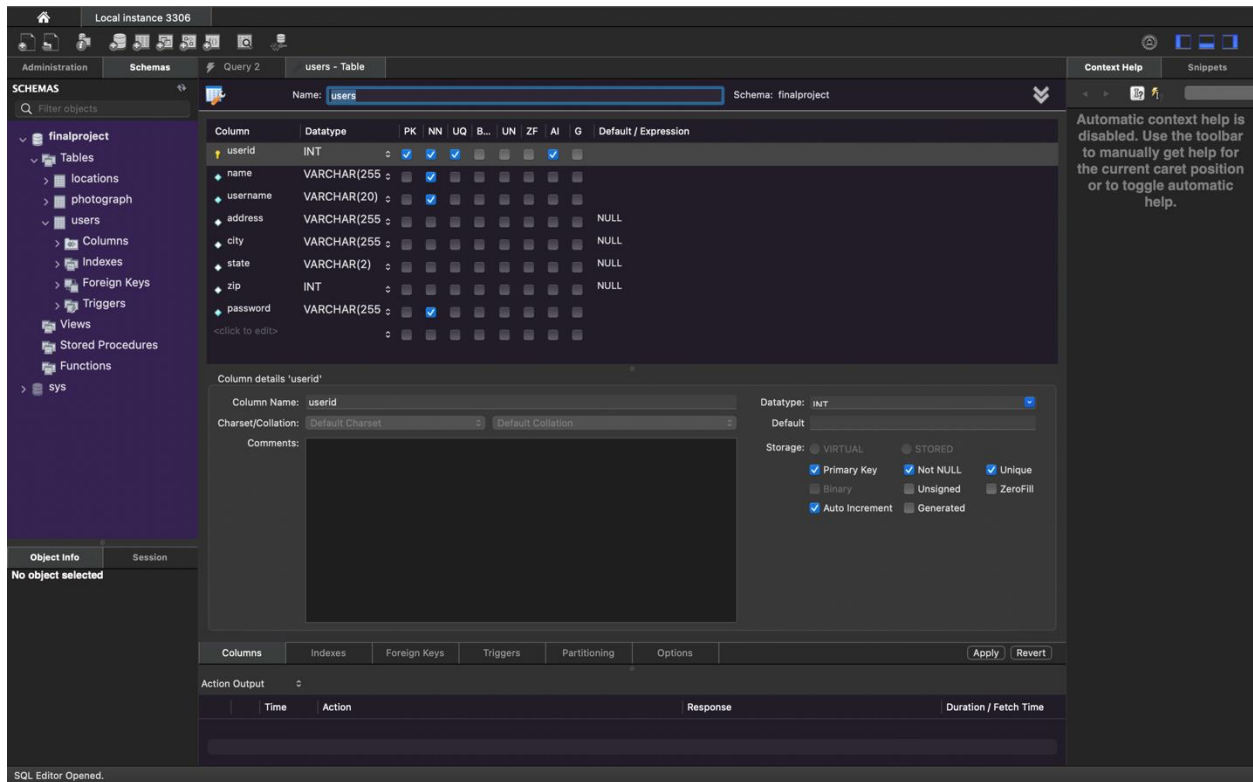 Local instance 3306
Administration Schemas Query 2 users - Table Context Help Snippets
SCHEMAS
Filter objects
finalproject
Tables
locations
photograph
users
Columns
Indexes
Foreign Keys
Triggers
Views
Stored Procedures
Functions
sys
Object Info Session
No object selected
Name: users Schema: finalproject
Column Datatype PK NN UQ B... UN ZF AI G Default / Expression
userid INT
name VARCHAR(255
username VARCHAR(20)
address VARCHAR(255 NULL
city VARCHAR(255 NULL
state VARCHAR(2) NULL
zip INT NULL
password VARCHAR(255
<click to edit>
Column details 'userid'
Column Name: userid Datatype: INT
Charset/Collation: Default Charset Default Collation Default
Comments: Storage: VIRTUAL STORED
Primary Key Not NULL Unique
Binary Unsigned ZeroFill
Auto Increment Generated
Columns Indexes Foreign Keys Triggers Partitioning Options Apply Revert
Action Output
Time Action Response Duration / Fetch Time
Automatic context help is
disabled. Use the toolbar
to manually get help for
the current caret position
or to toggle automatic
help.
SQL Editor Opened.